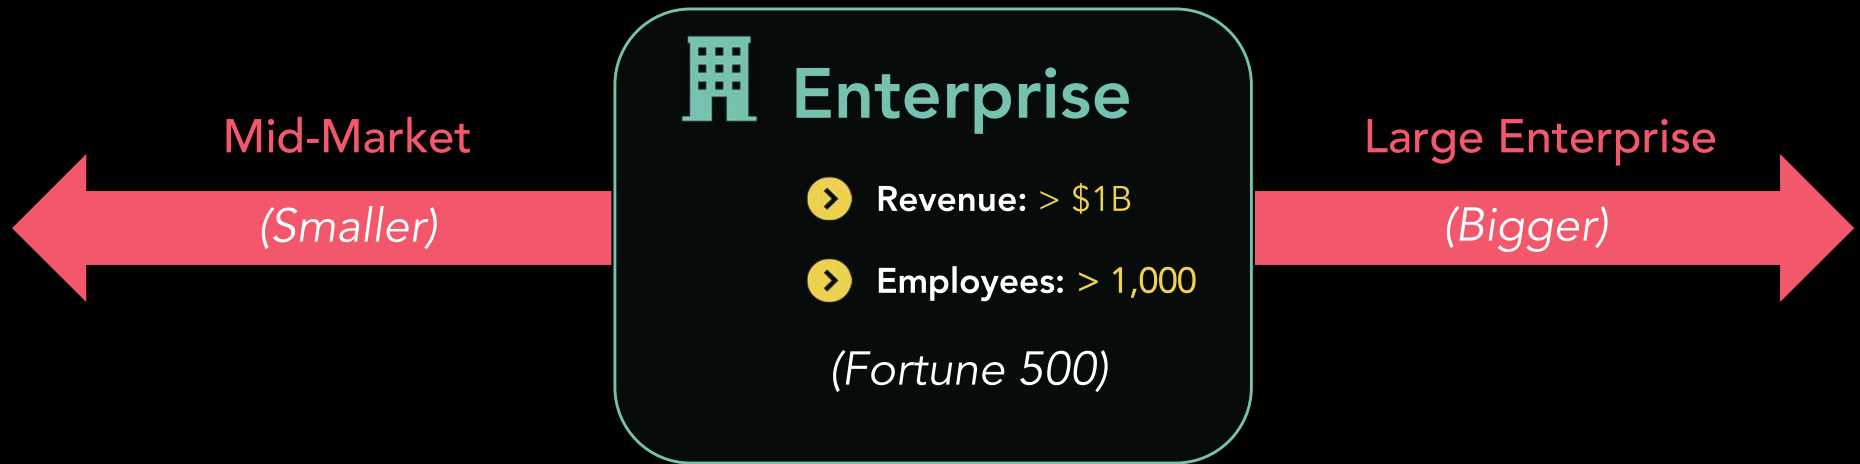 Enterprise
Mid-Market
Large Enterprise
(Smaller)
Revenue: > $1B
(Bigger)
Employees: > 1,000
(Fortune 500)